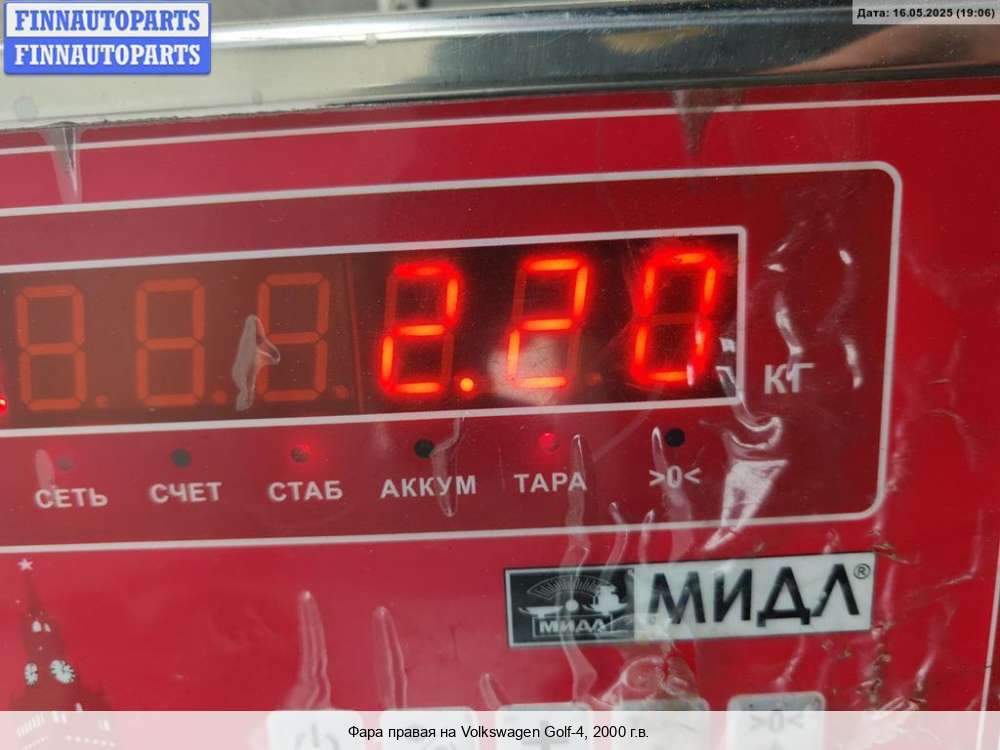 FINNAUTOPARTS
FINNAUTOPARTS
Дата: 16.05.2025 (19:06)
2.20
КГ
СЕТЬ СЧЕТ СТАБ АККУМ ТАРА >0<
МИДЛ МИДЛ®
>0<
Фара правая на Volkswagen Golf-4, 2000 г.в.